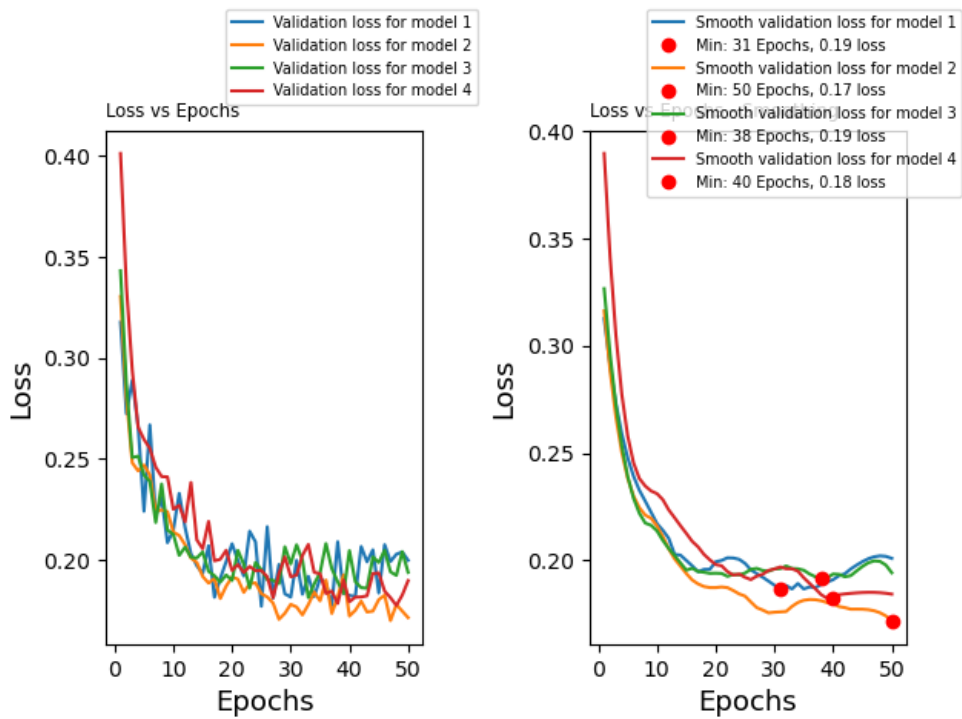 Validation loss for model 1
Validation loss for model 2
Validation loss for model 3
Validation loss for model 4
Loss vs Epochs
0.40
0.35
0.30
0.25
0.20
Loss
0 10 20 30 40 50
Epochs
Smooth validation loss for model 1
Min: 31 Epochs, 0.19 loss
Smooth validation loss for model 2
Min: 50 Epochs, 0.17 loss
Smooth validation loss for model 3
Min: 38 Epochs, 0.19 loss
Smooth validation loss for model 4
Min: 40 Epochs, 0.18 loss
Loss vs Epochs - Smoothing
0.40
0.35
0.30
0.25
0.20
Loss
0 10 20 30 40 50
Epochs